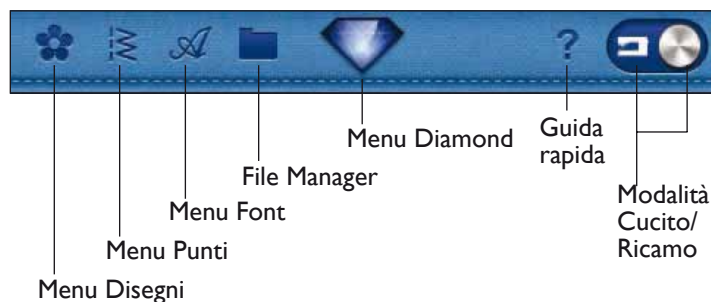 ?
Menu Diamond
Guida
rapida
File Manager
Modalità
Cucito/
Ricamo
Menu Font
Menu Punti
Menu Disegni